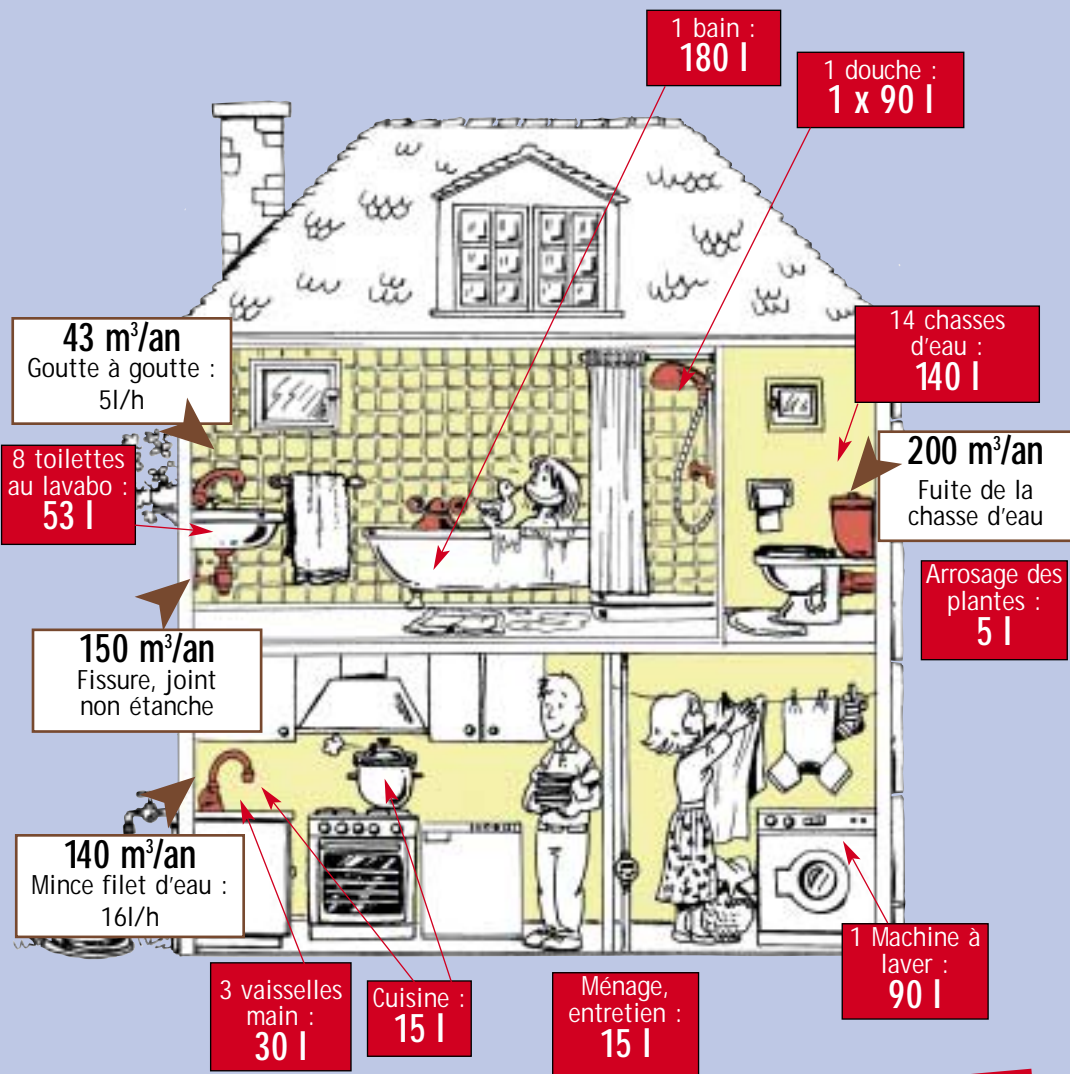 1 bain :
180 l
1 douche :
1 x 90 l
43 m³/an
Goutte à goutte :
5l/h
14 chasses
d'eau :
140 l
8 toilettes
au lavabo :
53 l
200 m³/an
Fuite de la
chasse d'eau
Arrosage des
plantes :
5 l
150 m³/an
Fissure, joint
non étanche
140 m³/an
Mince filet d'eau :
16l/h
3 vaisselles
main :
30 l
Cuisine :
15 l
Ménage,
entretien :
15 l
1 Machine à
laver :
90 l